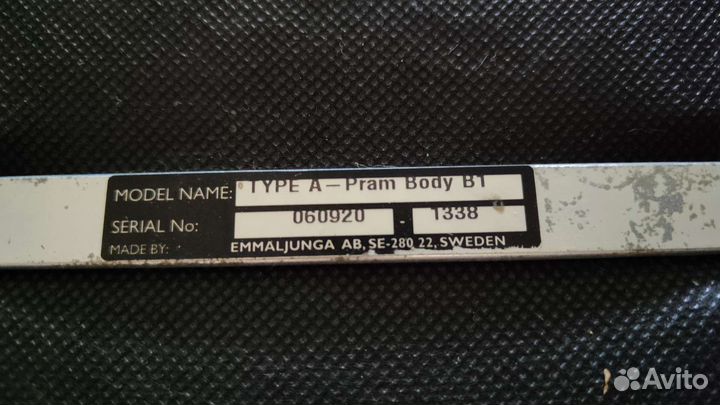 MODEL NAME: TYPE A-Pram Body B1
SERIAL No: 060920 - 1338
MADE BY: EMMALJUNGA AB, SE-280 22, SWEDEN
Avito